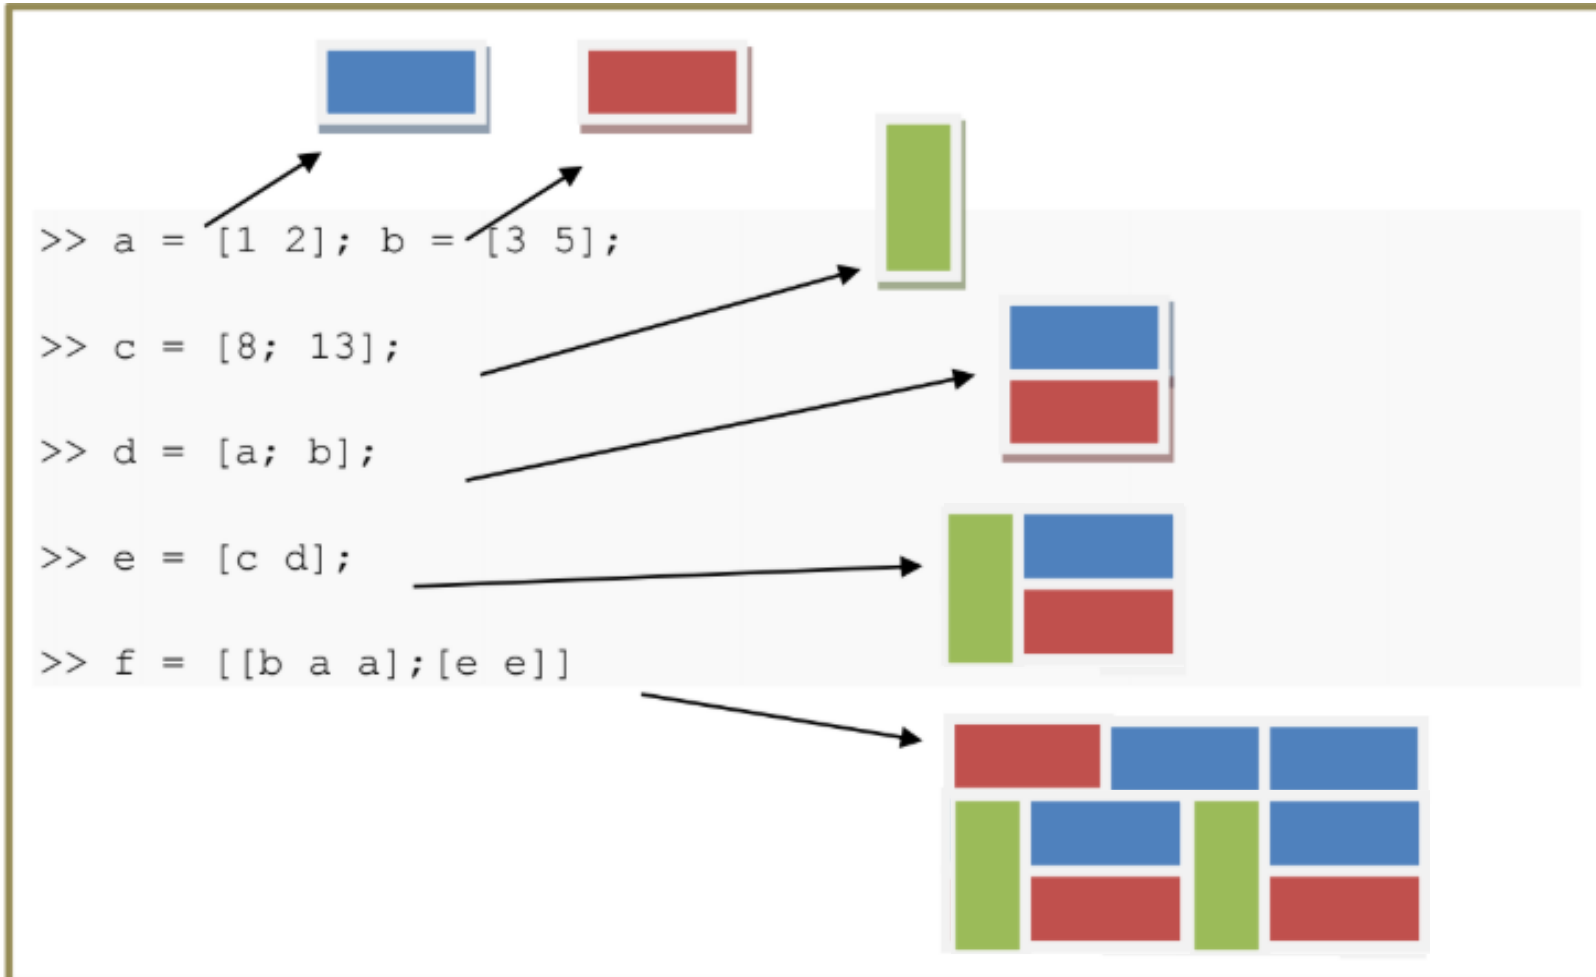 >> a = [1 2]; b = [3 5];
>> c = [8; 13];
>> d = [a; b];
>> e = [c d];
>> f = [[b a a];[e e]]